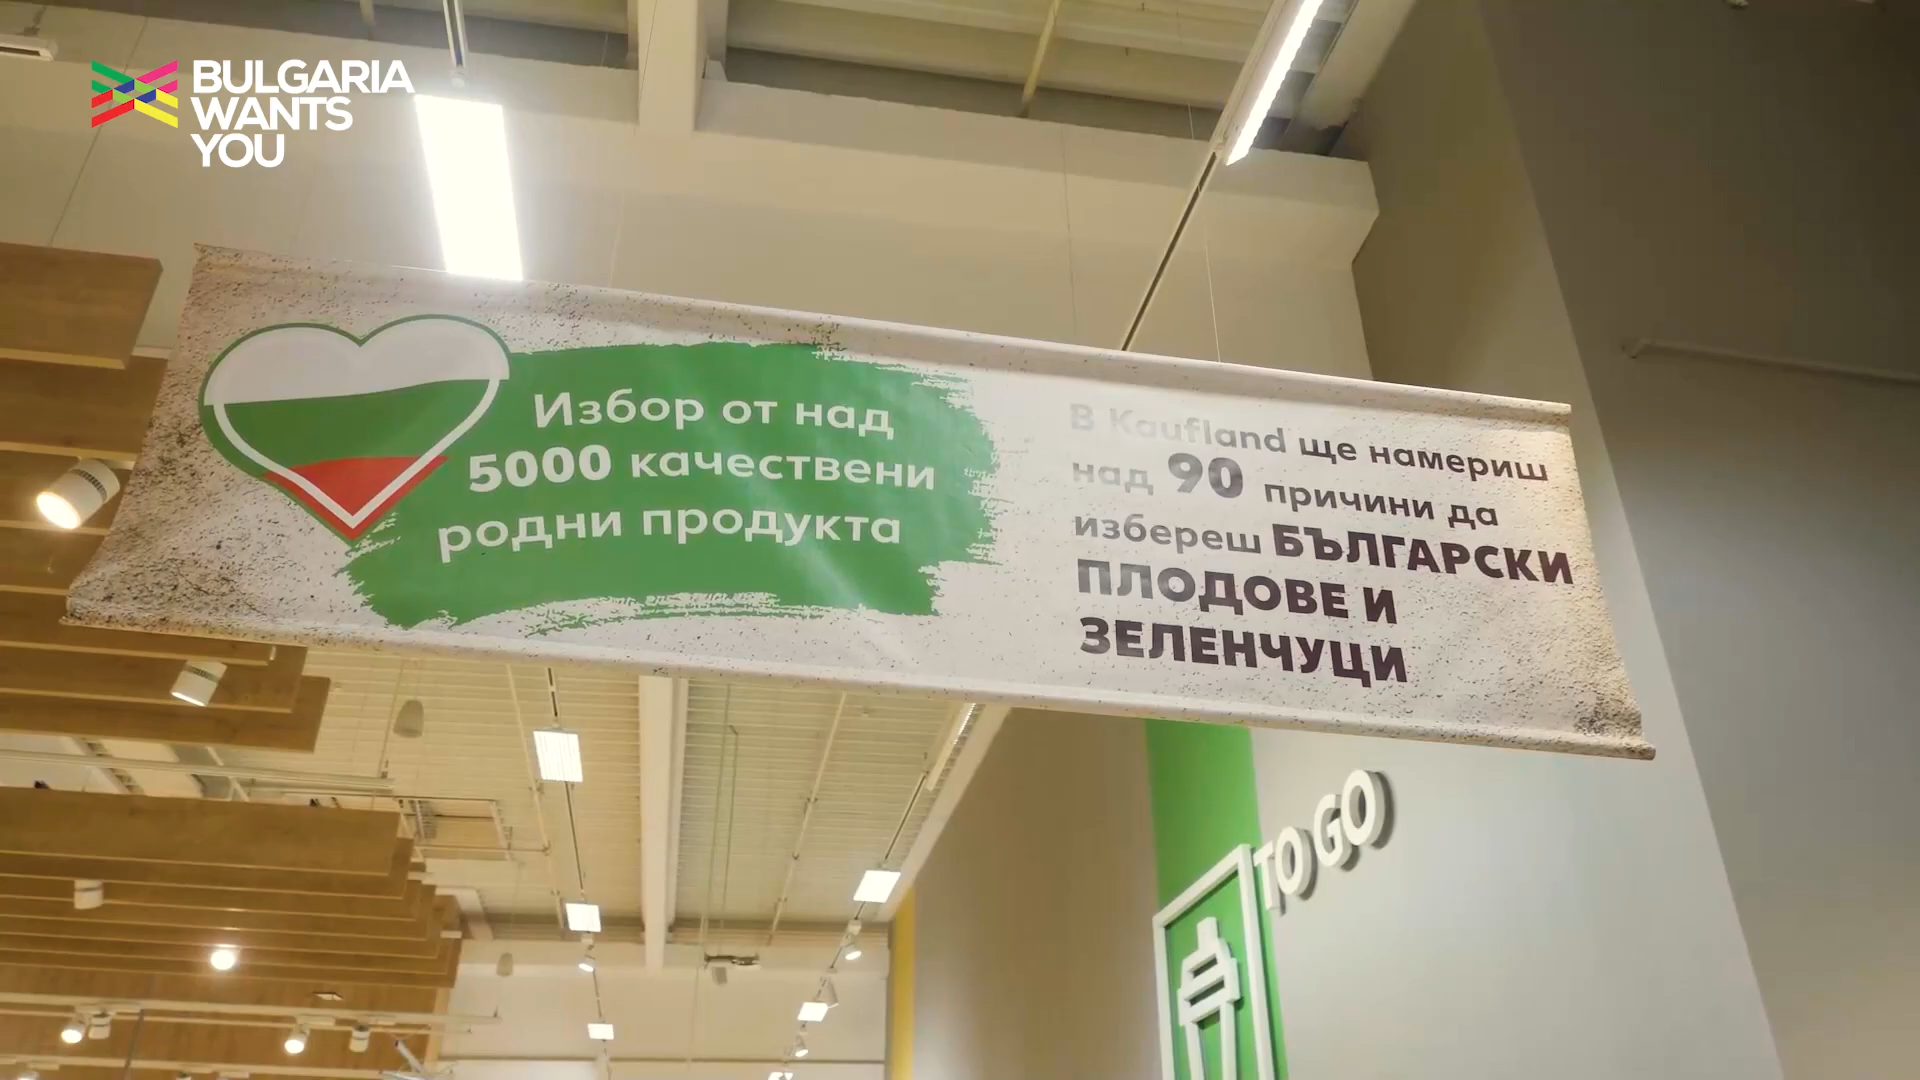 BULGARIA
WANTS
YOU
Избор от над
5000 качествени
родни продукта
В Kaufland ще намериш
над 90 причини да
избереш БЪЛГАРСКИ
ПЛОДОВЕ И
ЗЕЛЕНЧУЦИ
TO GO